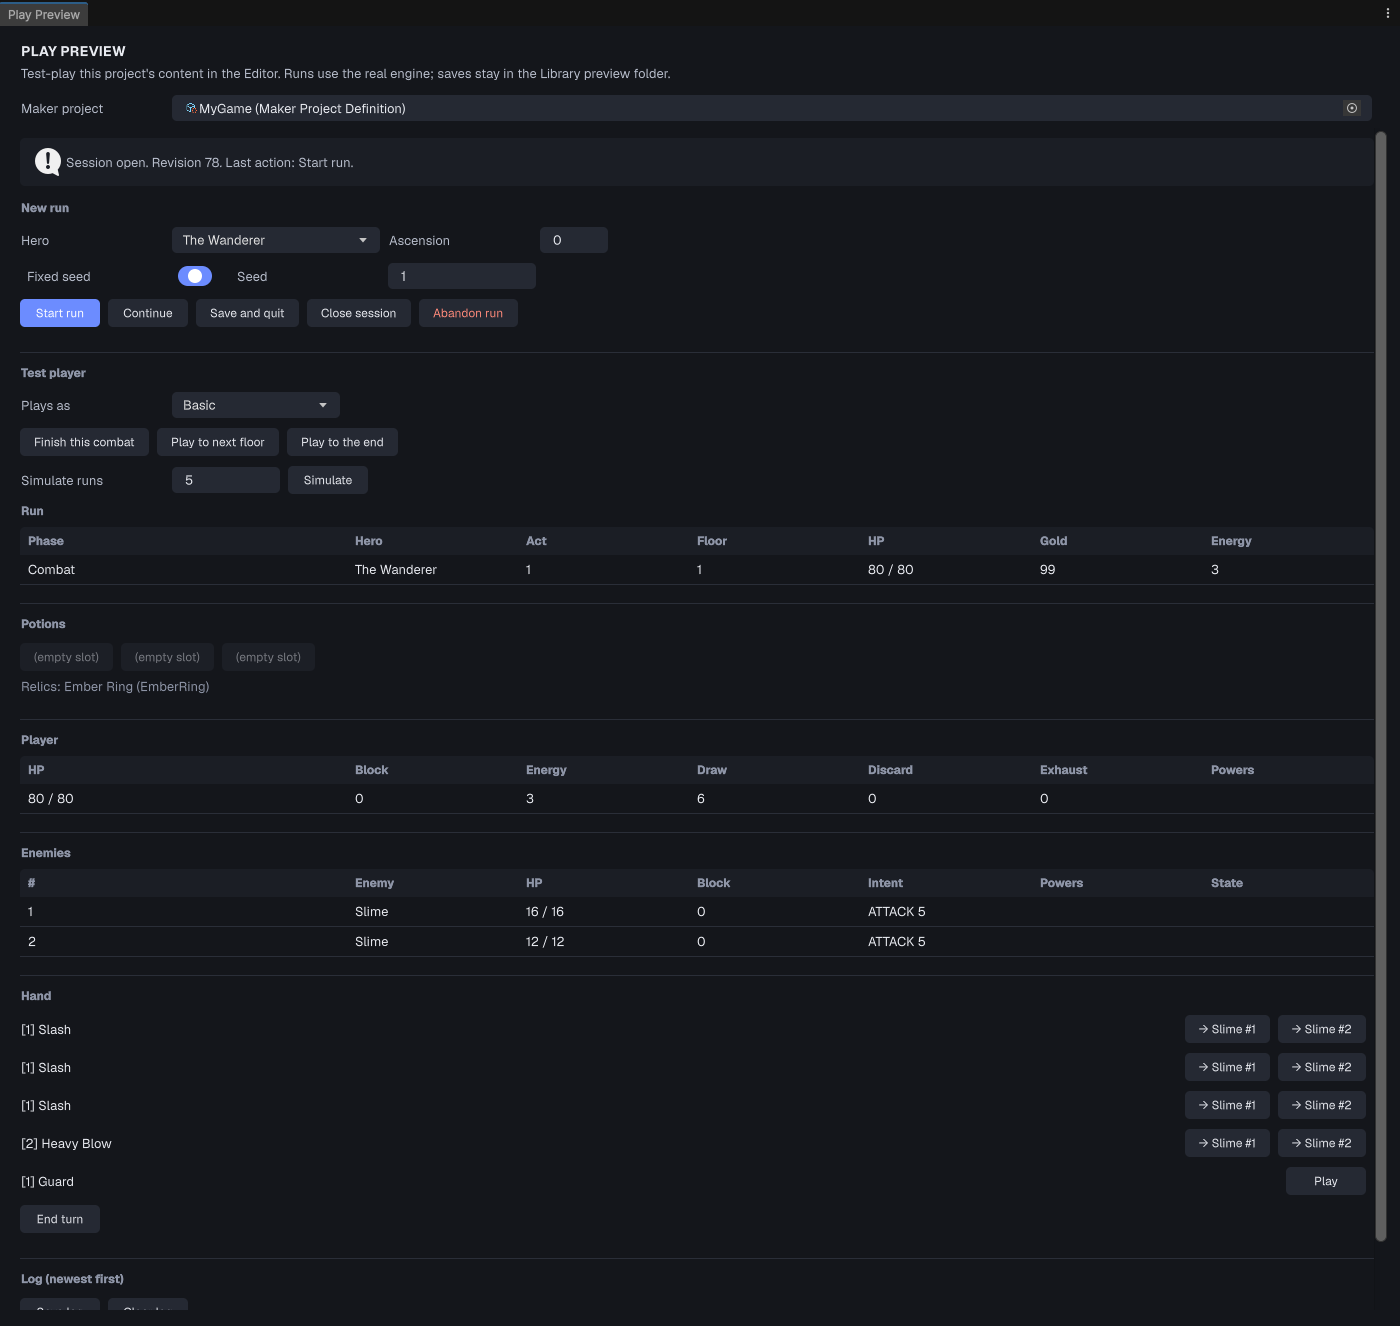 Play Preview
PLAY PREVIEW
Test-play this project's content in the Editor. Runs use the real engine; saves stay in the Library preview folder.
Maker project MyGame (Maker Project Definition)
Session open. Revision 78. Last action: Start run.
New run
Hero The Wanderer Ascension 0
Fixed seed Seed 1
Start run Continue Save and quit Close session Abandon run
Test player
Plays as Basic
Finish this combat Play to next floor Play to the end
Simulate runs 5 Simulate
Run
Phase Hero Act Floor HP Gold Energy
Combat The Wanderer 1 1 80 / 80 99 3
Potions
(empty slot) (empty slot) (empty slot)
Relics: Ember Ring (EmberRing)
Player
HP Block Energy Draw Discard Exhaust Powers
80 / 80 0 3 6 0 0
Enemies
# Enemy HP Block Intent Powers State
1 Slime 16 / 16 0 ATTACK 5
2 Slime 12 / 12 0 ATTACK 5
Hand
[1] Slash → Slime #1 → Slime #2
[1] Slash → Slime #1 → Slime #2
[1] Slash → Slime #1 → Slime #2
[2] Heavy Blow → Slime #1 → Slime #2
[1] Guard Play
End turn
Log (newest first)